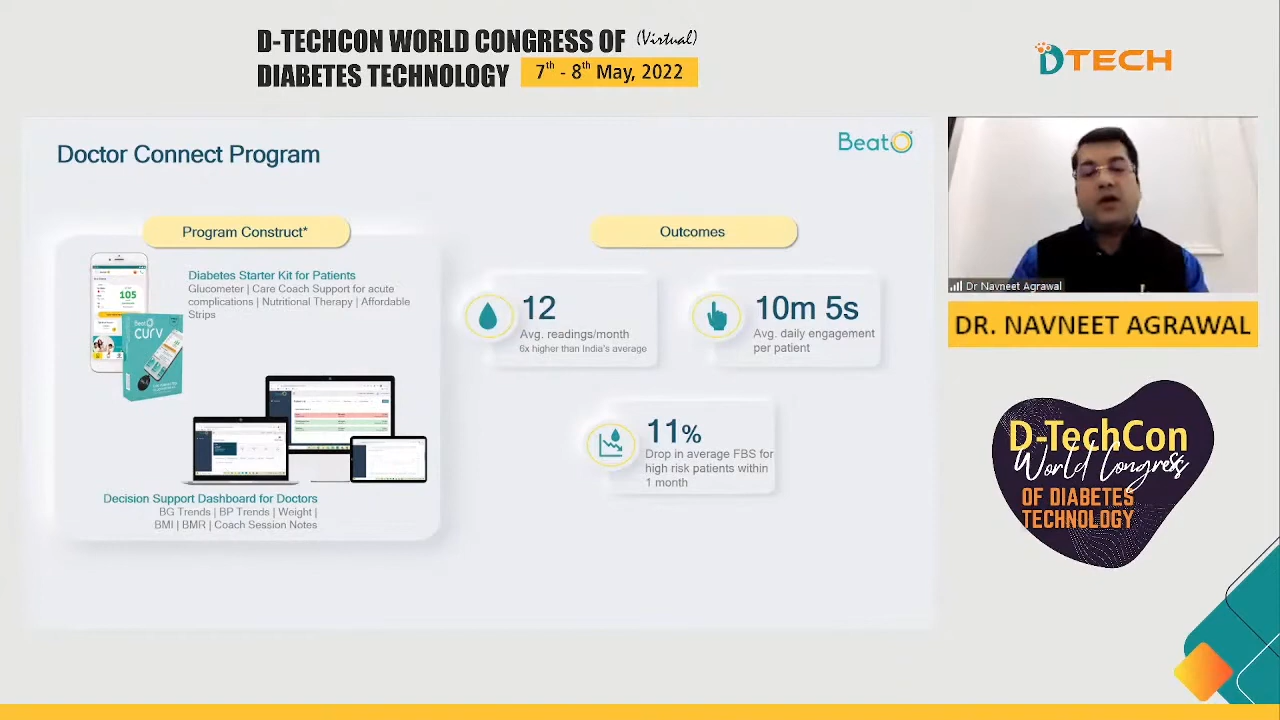 D-TECHCON WORLD CONGRESS OF (Virtual)
DIABETES TECHNOLOGY 7th - 8th May, 2022
DTECH
Doctor Connect Program
BeatO
Program Construct*
Diabetes Starter Kit for Patients
Glucometer | Care Coach Support for acute
complications | Nutritional Therapy | Affordable
Strips
105
BeatO
curv
Decision Support Dashboard for Doctors
BG Trends | BP Trends | Weight |
BMI | BMR | Coach Session Notes
Outcomes
12
Avg. readings/month
6x higher than India's average
10m 5s
Avg. daily engagement
per patient
11%
Drop in average FBS for
high risk patients within
1 month
Dr Navneet Agrawal
DR. NAVNEET AGRAWAL
D-TechCon
World Congress
OF DIABETES
TECHNOLOGY